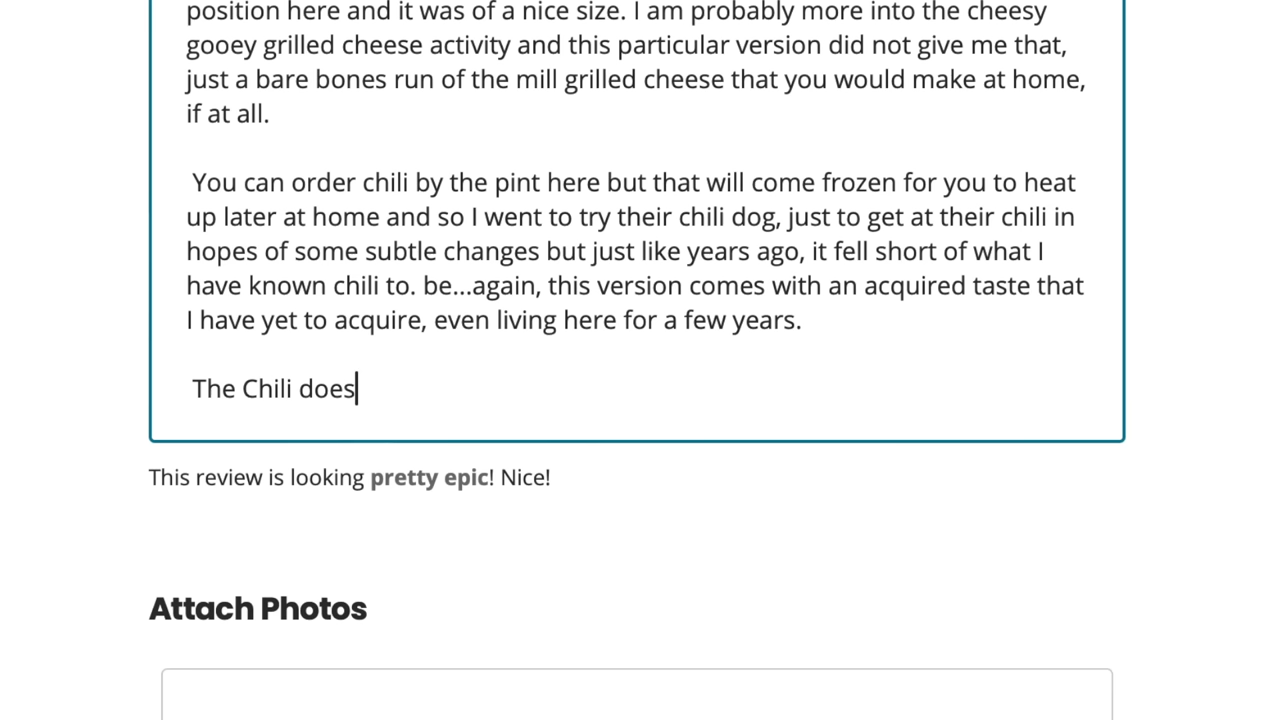 position here and it was of a nice size. I am probably more into the cheesy
gooey grilled cheese activity and this particular version did not give me that,
just a bare bones run of the mill grilled cheese that you would make at home,
if at all.
You can order chili by the pint here but that will come frozen for you to heat
up later at home and so I went to try their chili dog, just to get at their chili in
hopes of some subtle changes but just like years ago, it fell short of what I
have known chili to. be...again, this version comes with an acquired taste that
I have yet to acquire, even living here for a few years.
The Chili does
This review is looking pretty epic! Nice!
Attach Photos